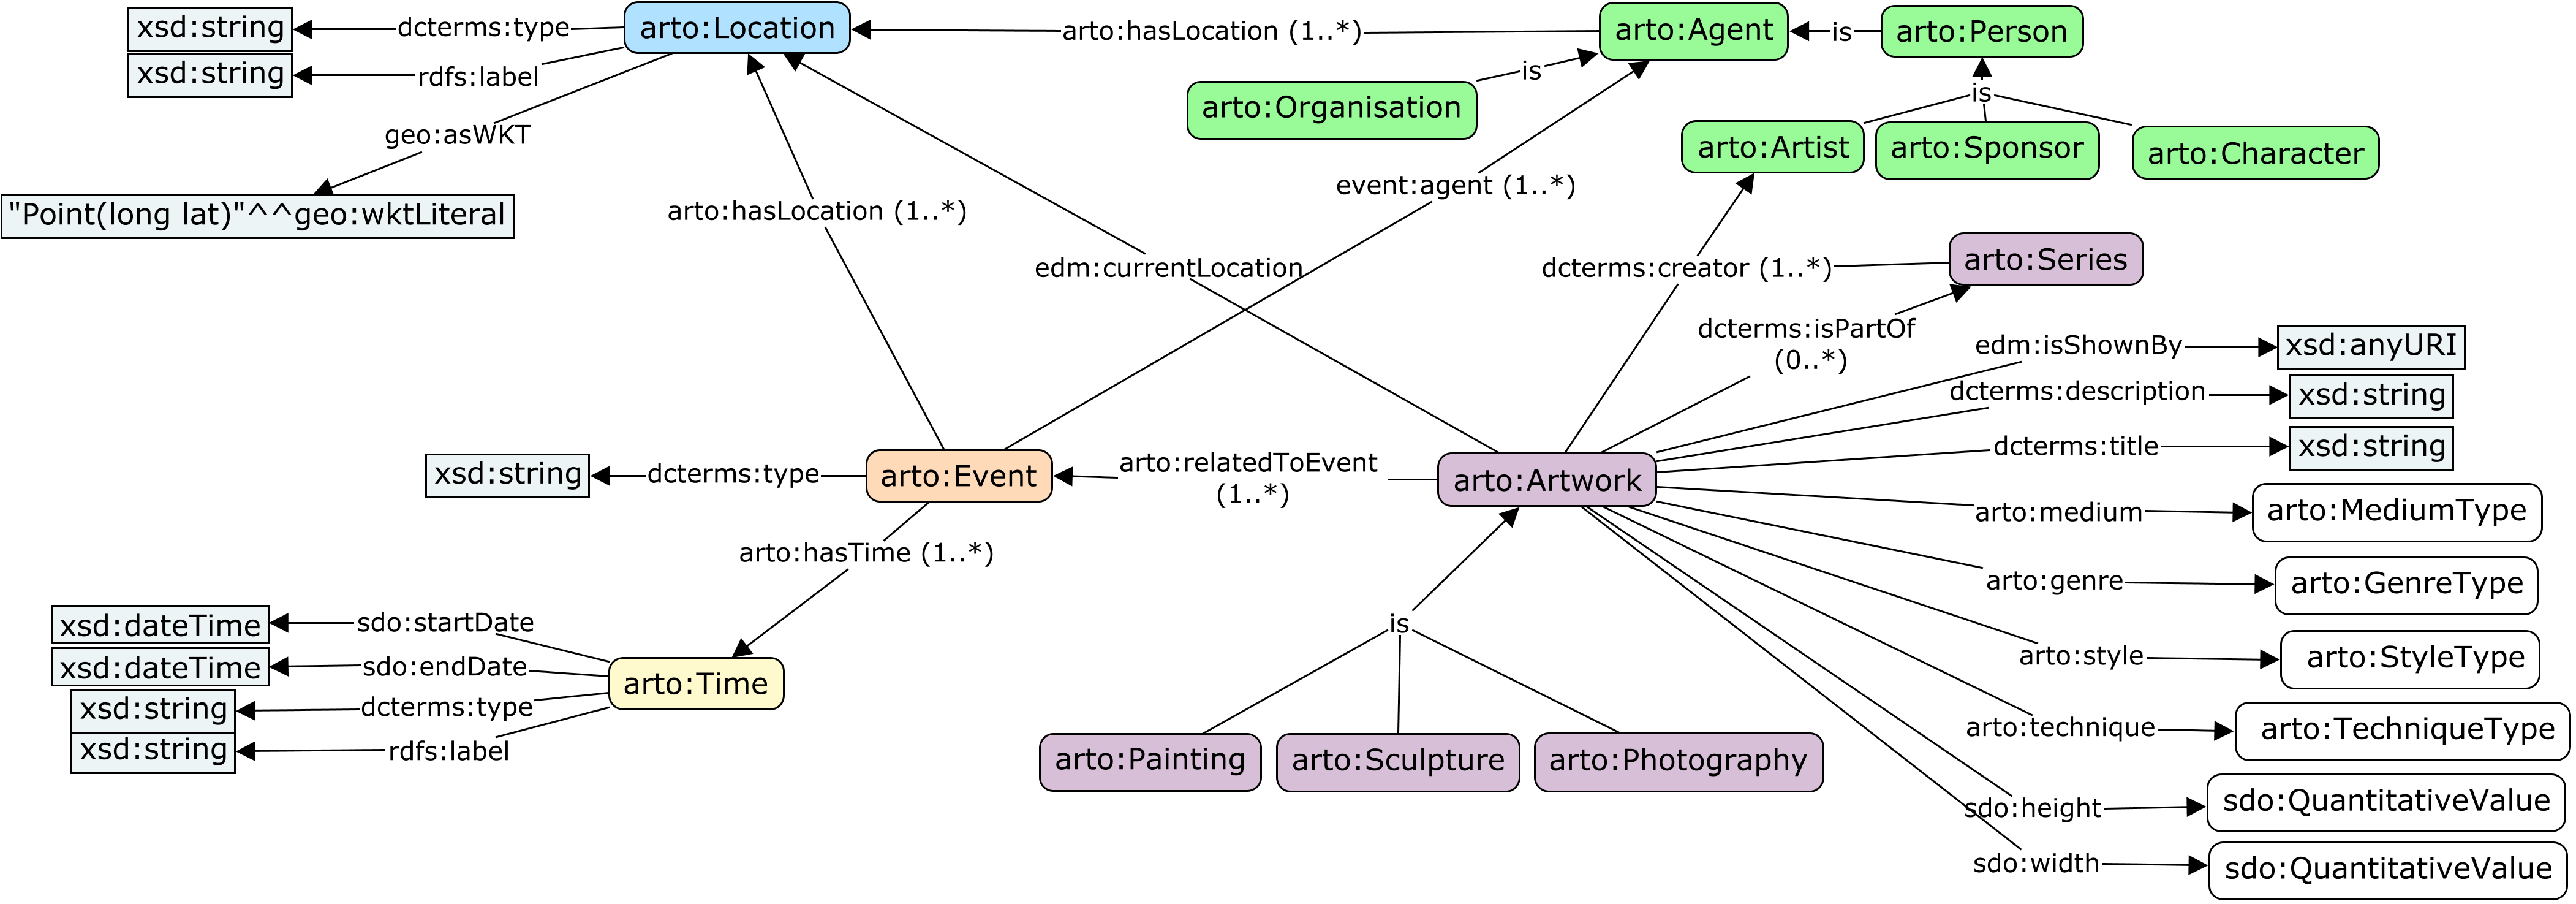 xsd:string
dcterms:type
arto:Location
arto:hasLocation (1..*)
arto:Agent
is
arto:Person
xsd:string
rdfs:label
is
arto:Organisation
is
geo:asWKT
arto:Artist
arto:Sponsor
arto:Character
"Point(long lat)"^^geo:wktLiteral
arto:hasLocation (1..*)
event:agent (1..*)
edm:currentLocation
dcterms:creator (1..*)
arto:Series
dcterms:isPartOf
(0..*)
edm:isShownBy
xsd:anyURI
dcterms:description
xsd:string
dcterms:title
xsd:string
xsd:string
dcterms:type
arto:Event
arto:relatedToEvent
(1..*)
arto:Artwork
arto:medium
arto:MediumType
arto:hasTime (1..*)
arto:genre
arto:GenreType
xsd:dateTime
sdo:startDate
is
xsd:dateTime
sdo:endDate
arto:Time
arto:style
arto:StyleType
xsd:string
dcterms:type
arto:technique
arto:TechniqueType
xsd:string
rdfs:label
arto:Painting
arto:Sculpture
arto:Photography
sdo:height
sdo:QuantitativeValue
sdo:width
sdo:QuantitativeValue